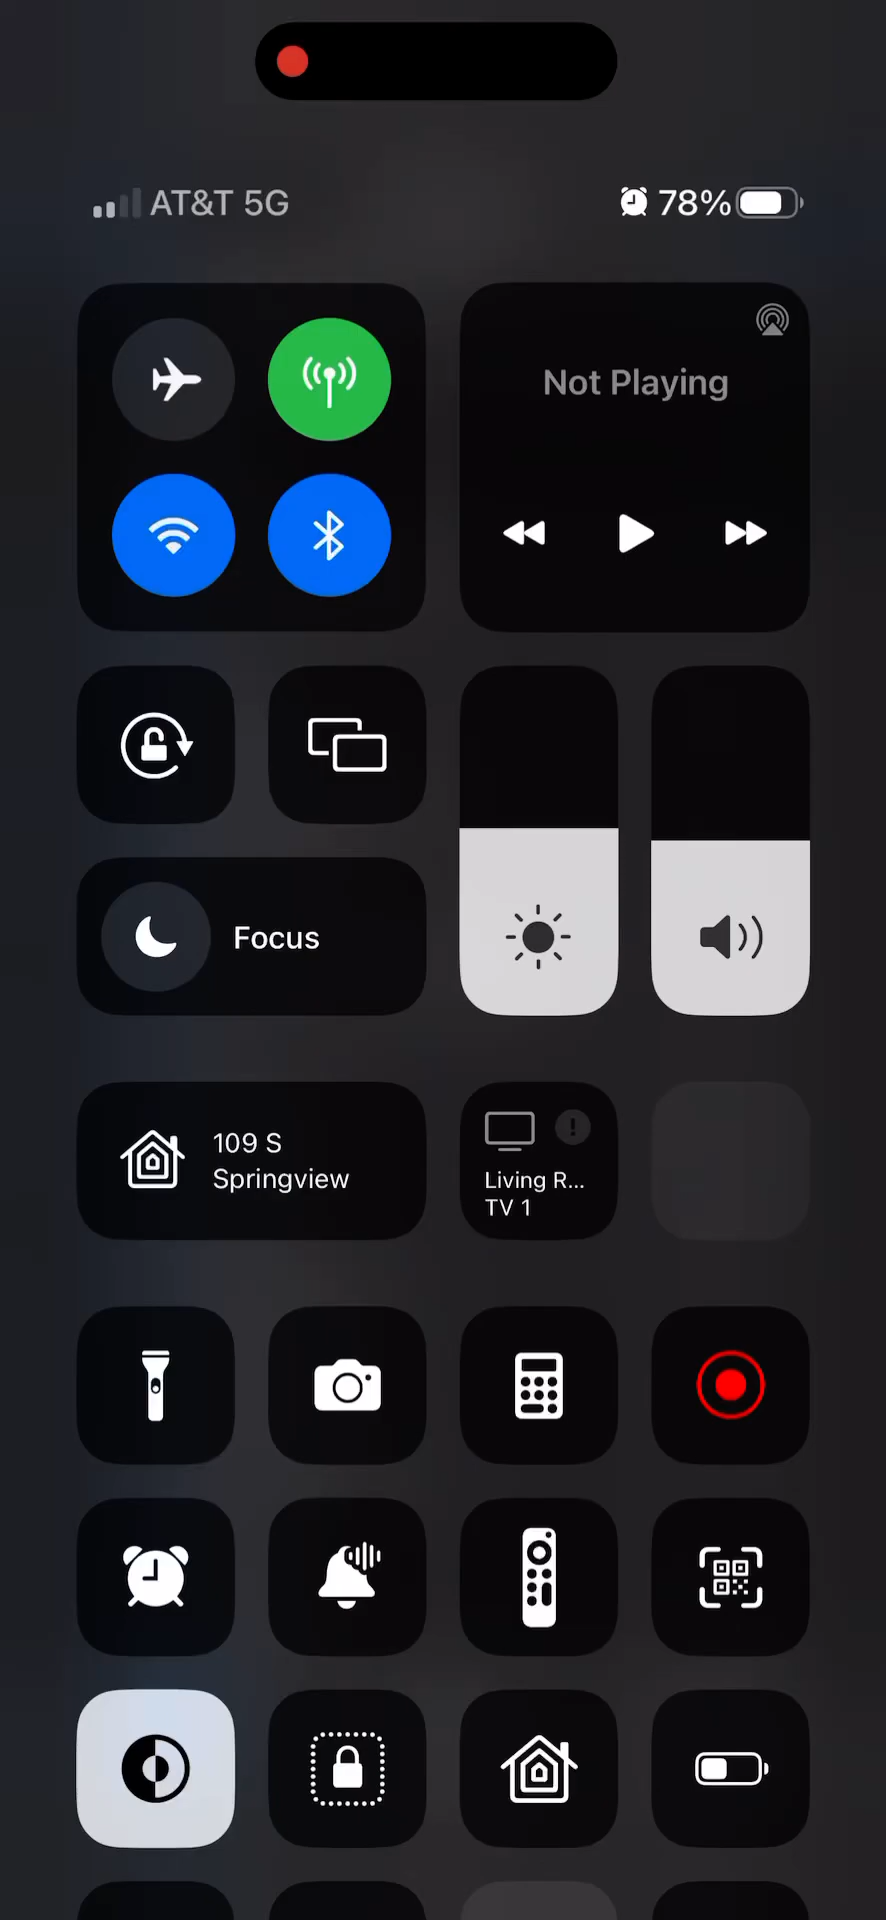 AT&T 5G
78%
Not Playing
Focus
109 S
Springview
Living R...
TV 1